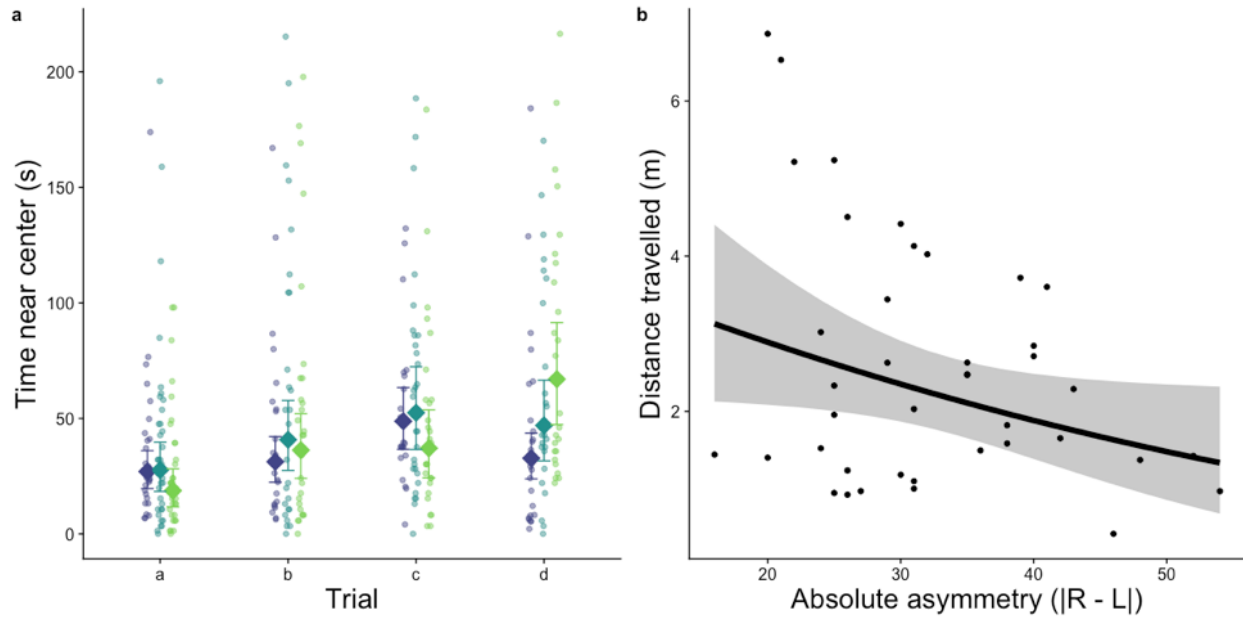 a
Time near center (s)
200
150
100
50
0
a b c d
Trial
b
Distance travelled (m)
6
4
2
20 30 40 50
Absolute asymmetry (|R - L|)